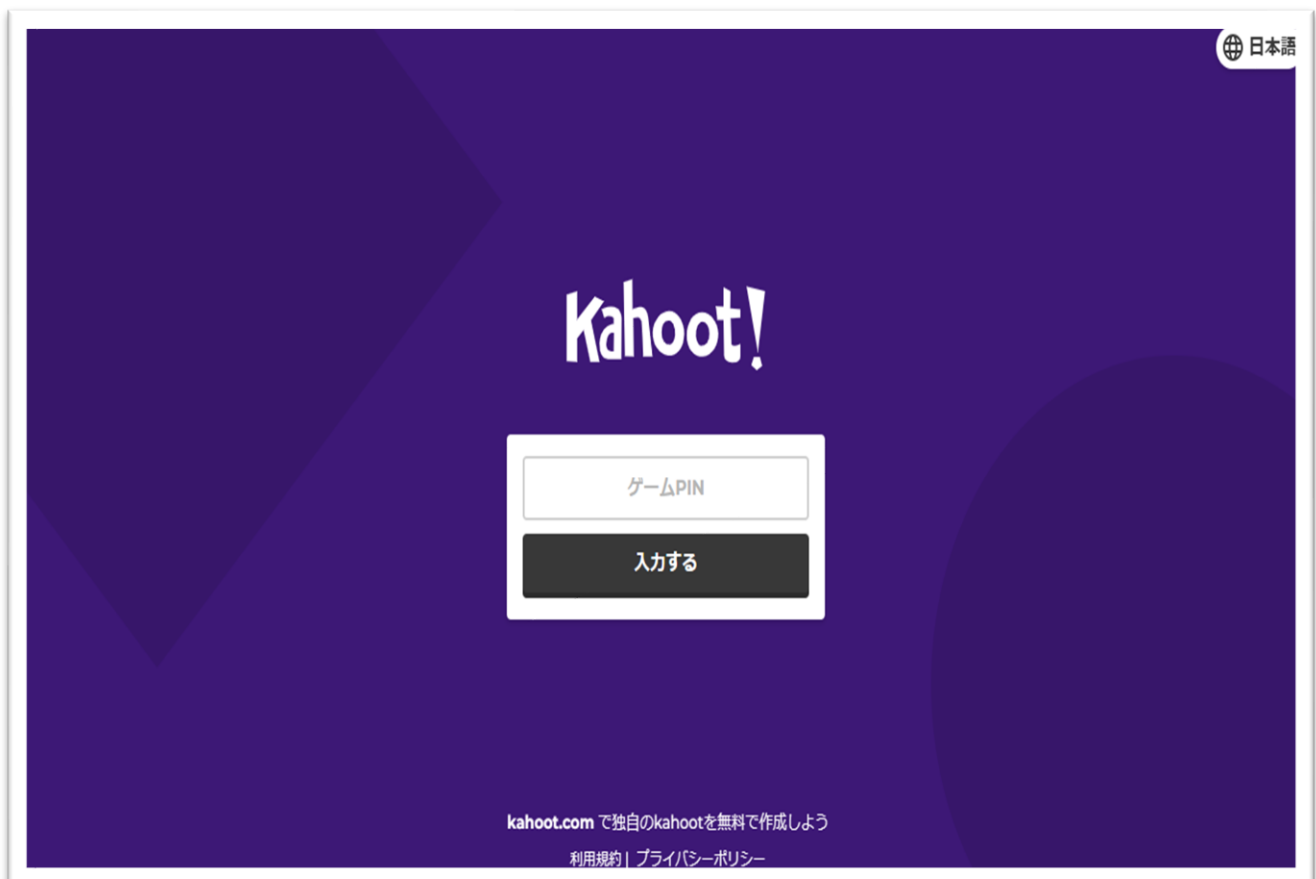 日本語
Kahoot!
ゲームPIN
入力する
kahoot.com で独自のkahootを無料で作成しよう
利用規約 | プライバシーポリシー